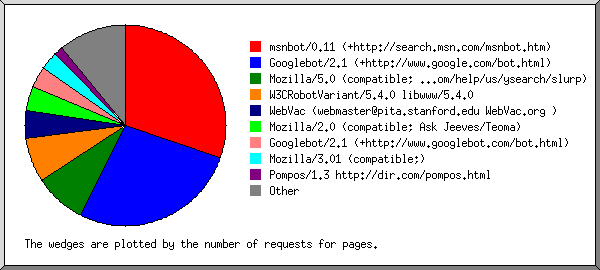 msnbot/0.11 (+http://search.msn.com/msnbot.htm)
Googlebot/2.1 (+http://www.google.com/bot.html)
Mozilla/5.0 (compatible; ...om/help/us/ysearch/slurp)
W3CRobotVariant/5.4.0 libwww/5.4.0
WebVac (webmaster@pita.stanford.edu WebVac.org )
Mozilla/2.0 (compatible; Ask Jeeves/Teoma)
Googlebot/2.1 (+http://www.googlebot.com/bot.html)
Mozilla/3.01 (compatible;)
Pompos/1.3 http://dir.com/pompos.html
Other
The wedges are plotted by the number of requests for pages.